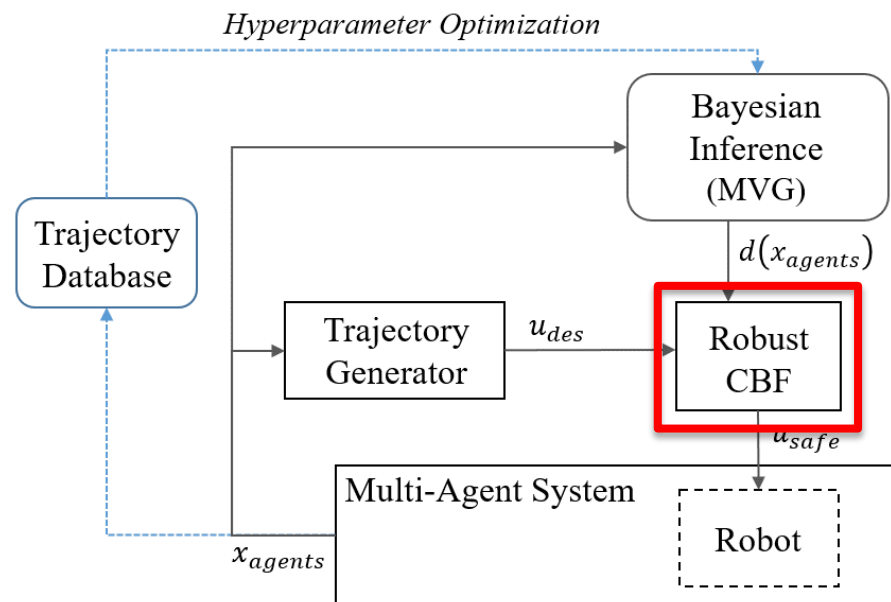 Hyperparameter Optimization
Bayesian
Inference
(MVG)
Trajectory
Database
d(x_agents)
Trajectory
Generator
u_des
Robust
CBF
u_safe
Multi-Agent System
Robot
x_agents